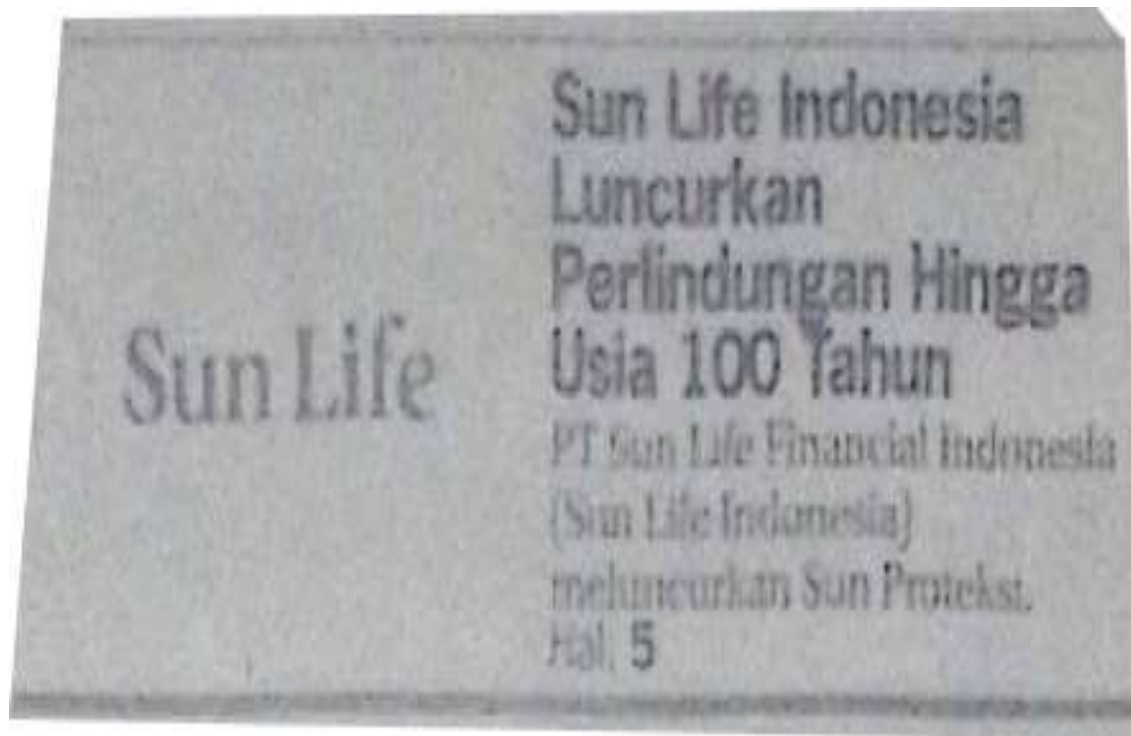 Sun Life
Sun Life Indonesia
Luncurkan
Perlindungan Hingga
Usia 100 Tahun
PT Sun Life Financial Indonesia
(Sun Life Indonesia)
meluncurkan Sun Proteksi.
Hal. 5